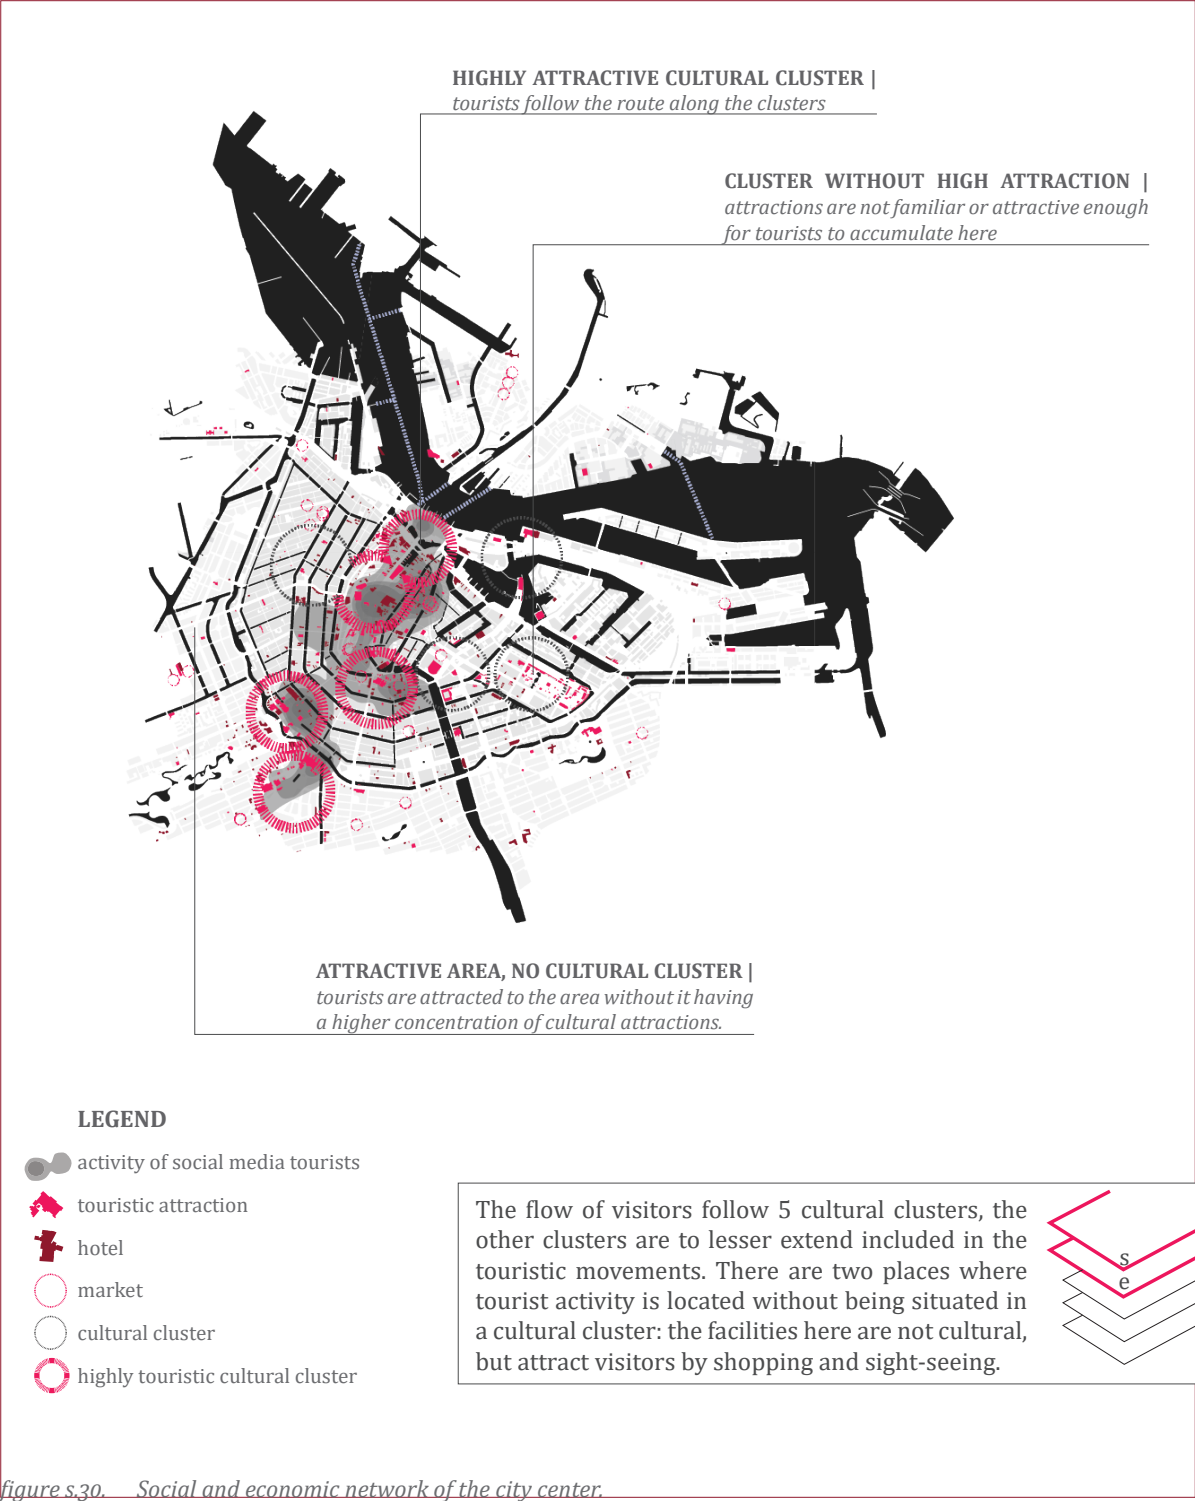 HIGHLY ATTRACTIVE CULTURAL CLUSTER |
tourists follow the route along the clusters
CLUSTER WITHOUT HIGH ATTRACTION |
attractions are not familiar or attractive enough
for tourists to accumulate here
ATTRACTIVE AREA, NO CULTURAL CLUSTER |
tourists are attracted to the area without it having
a higher concentration of cultural attractions.
LEGEND
activity of social media tourists
touristic attraction
hotel
market
cultural cluster
highly touristic cultural cluster
The flow of visitors follow 5 cultural clusters, the
other clusters are to lesser extend included in the
touristic movements. There are two places where
tourist activity is located without being situated in
a cultural cluster: the facilities here are not cultural,
but attract visitors by shopping and sight-seeing.
s
e
figure s.30. Social and economic network of the city center.